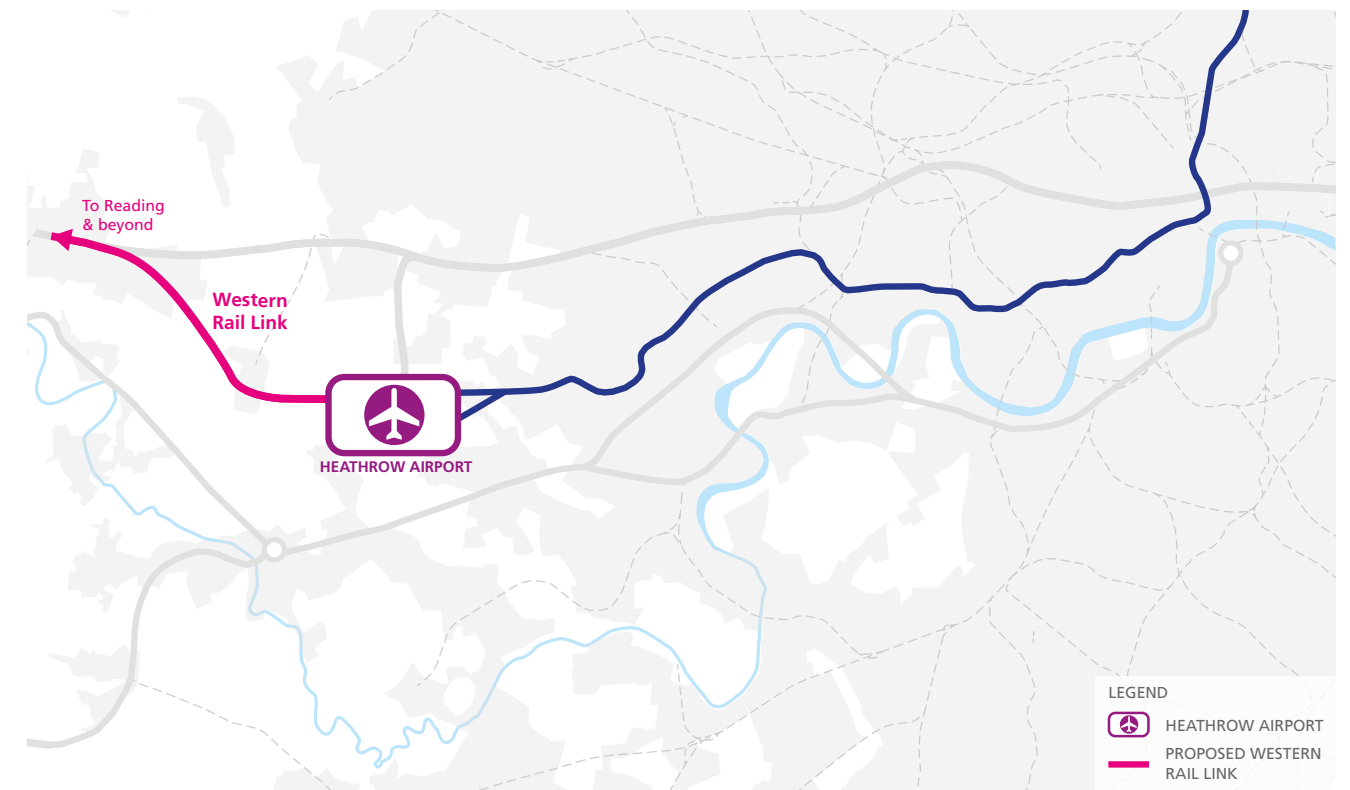 To Reading
& beyond
Western
Rail Link
HEATHROW AIRPORT
LEGEND
HEATHROW AIRPORT
PROPOSED WESTERN
RAIL LINK